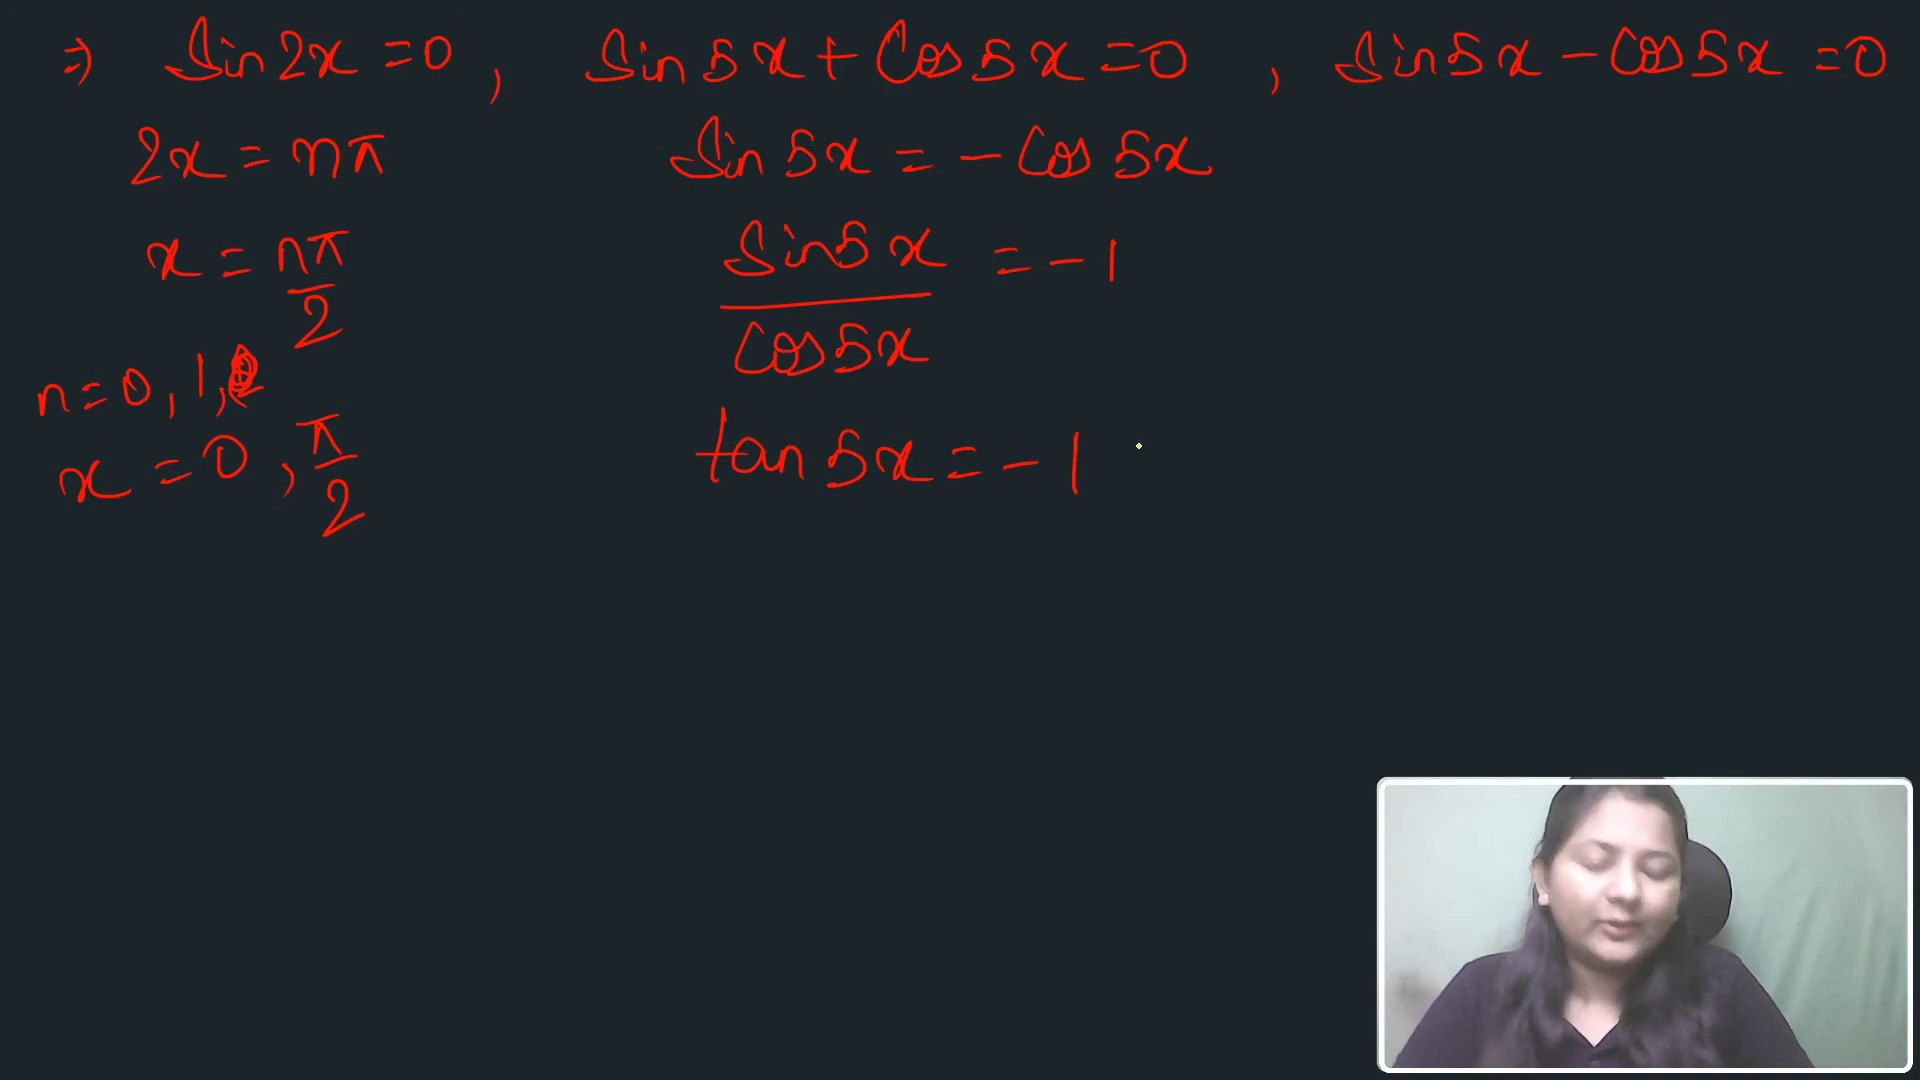 ⇒ Sin2x=0, Sin5x+Cos5x=0, Sin5x-Cos5x=0
2x=nπ
x=nπ/2
n=0,1,
x=0,π/2
Sin5x=-Cos5x
Sin5x/Cos5x=-1
tan5x=-1